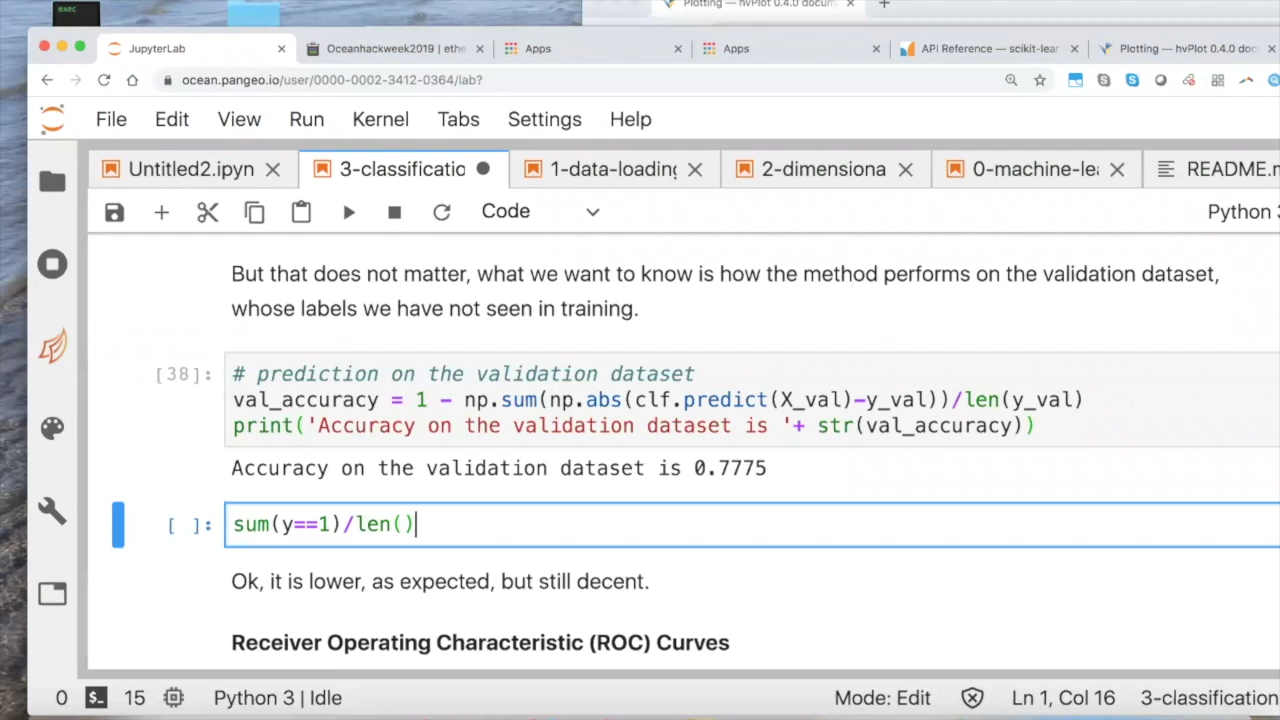 exec
Plotting — hvPlot 0.4.0 docum
JupyterLab
Oceanhackweek2019 | ethe
Apps
Apps
API Reference — scikit-lear
Plotting — hvPlot 0.4.0 doc
ocean.pangeo.io/user/0000-0002-3412-0364/lab?
File Edit View Run Kernel Tabs Settings Help
Untitled2.ipyn
3-classificatio
1-data-loading
2-dimensiona
0-machine-le
README.m
Code
Python 3
But that does not matter, what we want to know is how the method performs on the validation dataset,
whose labels we have not seen in training.
[38]:
# prediction on the validation dataset
val_accuracy = 1 - np.sum(np.abs(clf.predict(X_val)-y_val))/len(y_val)
print('Accuracy on the validation dataset is '+ str(val_accuracy))
Accuracy on the validation dataset is 0.7775
[ ]: sum(y==1)/len()
Ok, it is lower, as expected, but still decent.
Receiver Operating Characteristic (ROC) Curves
0 $_ 15 Python 3 | Idle Mode: Edit Ln 1, Col 16 3-classification